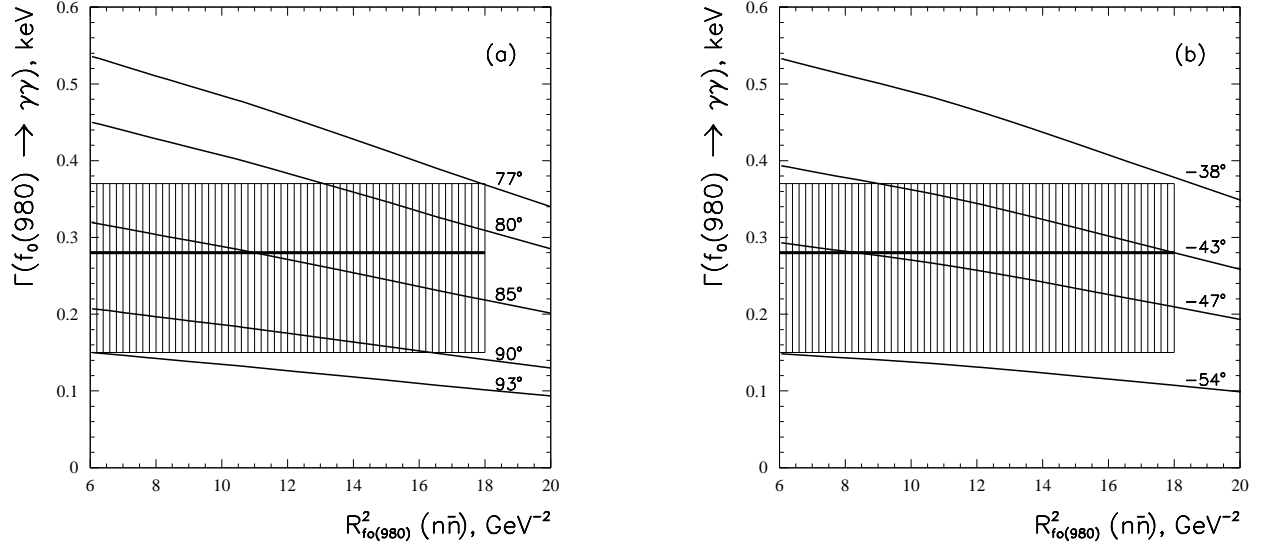 Γ(f₀(980) → γγ), keV
(a)
0.6
0.5
0.4
0.3
0.2
0.1
0
77°
80°
85°
90°
93°
6 8 10 12 14 16 18 20
R²fo(980) (nn̄), GeV⁻²
Γ(f₀(980) → γγ), keV
(b)
0.6
0.5
0.4
0.3
0.2
0.1
0
−38°
−43°
−47°
−54°
6 8 10 12 14 16 18 20
R²fo(980) (nn̄), GeV⁻²